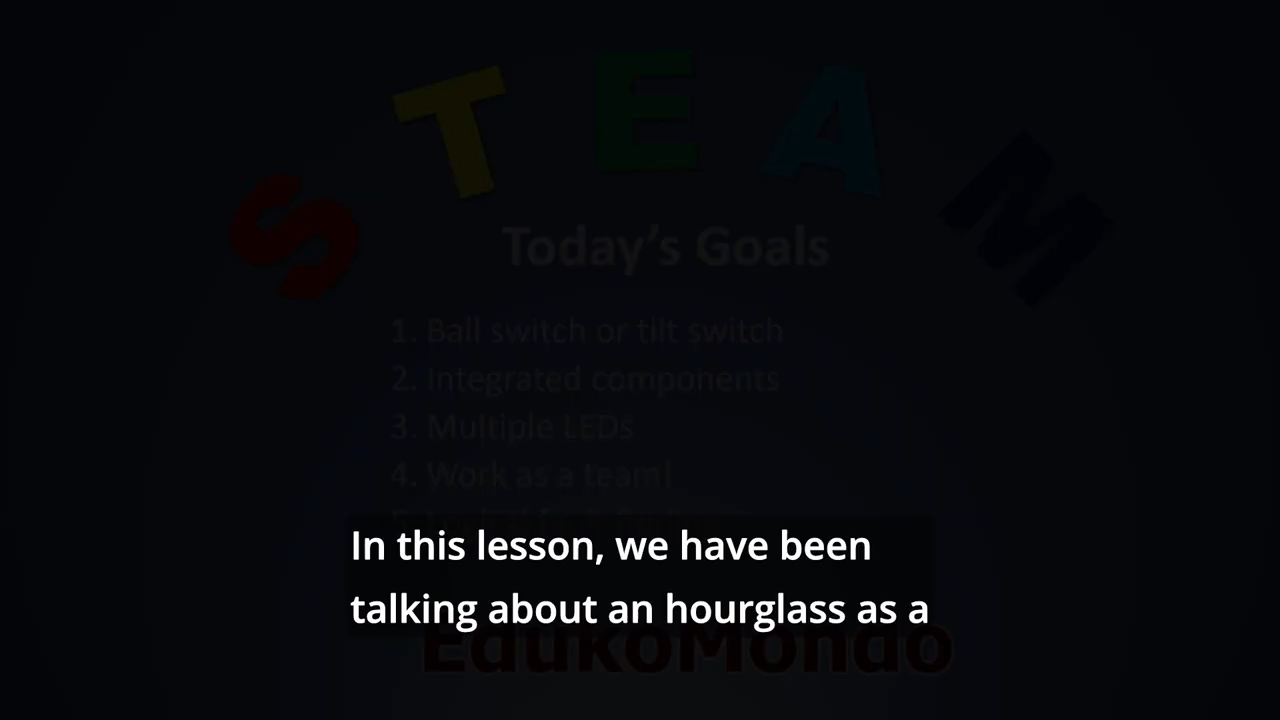 STEAM
Today's Goals
1. Ball switch or tilt switch
2. Integrated components
3. Multiple LEDs
4. Work as a team!
In this lesson, we have been
talking about an hourglass as a
EdukoMondo